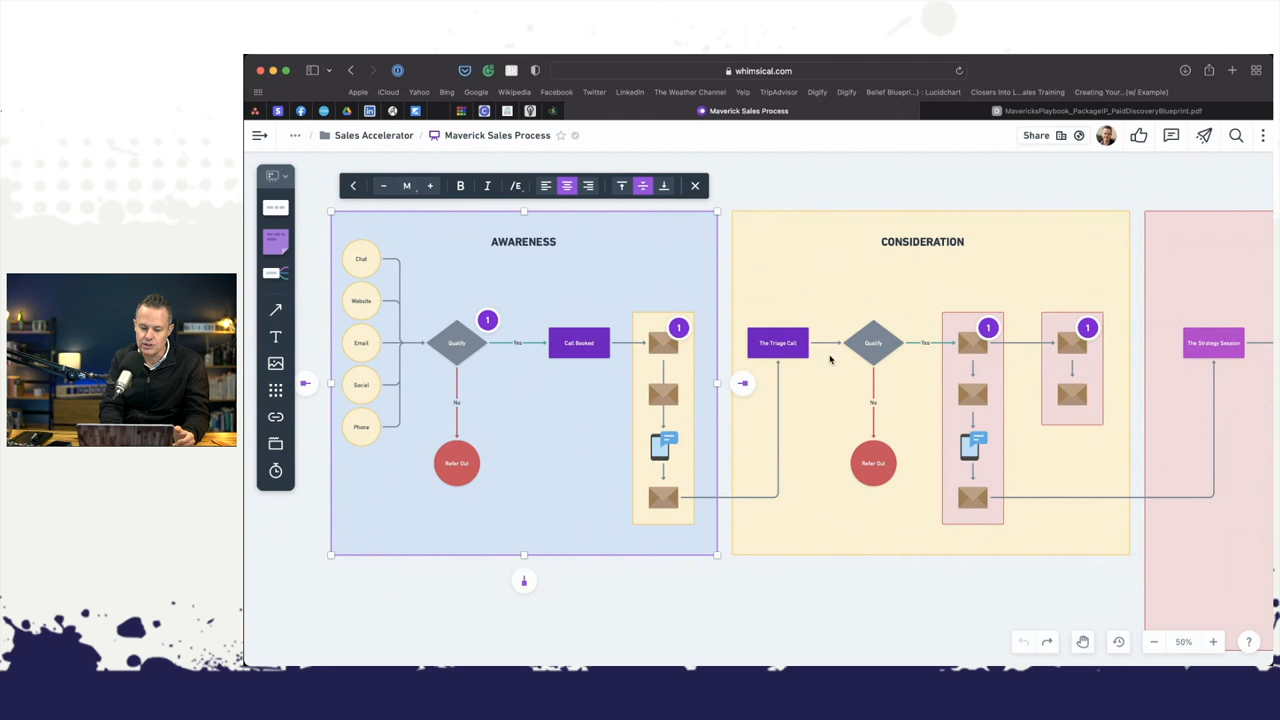 whimsical.com
Apple iCloud Yahoo Bing Google Wikipedia Facebook Twitter LinkedIn The Weather Channel Yelp TripAdvisor Digify Digify Belief Bluepri...) : Lucidchart Closers Into L...ales Training Creating Your...(w/ Example)
Maverick Sales Process
MavericksPlaybook_PackageIP_PaidDiscoveryBlueprint.pdf
... Sales Accelerator / Maverick Sales Process
Share
M B I /E
AWARENESS
CONSIDERATION
Chat
Website
Email
Social
Phone
Qualify
1
Yes
Call Booked
1
No
Refer Out
The Triage Call
Qualify
Yes
1
1
No
Refer Out
The Strategy Session
50%
?